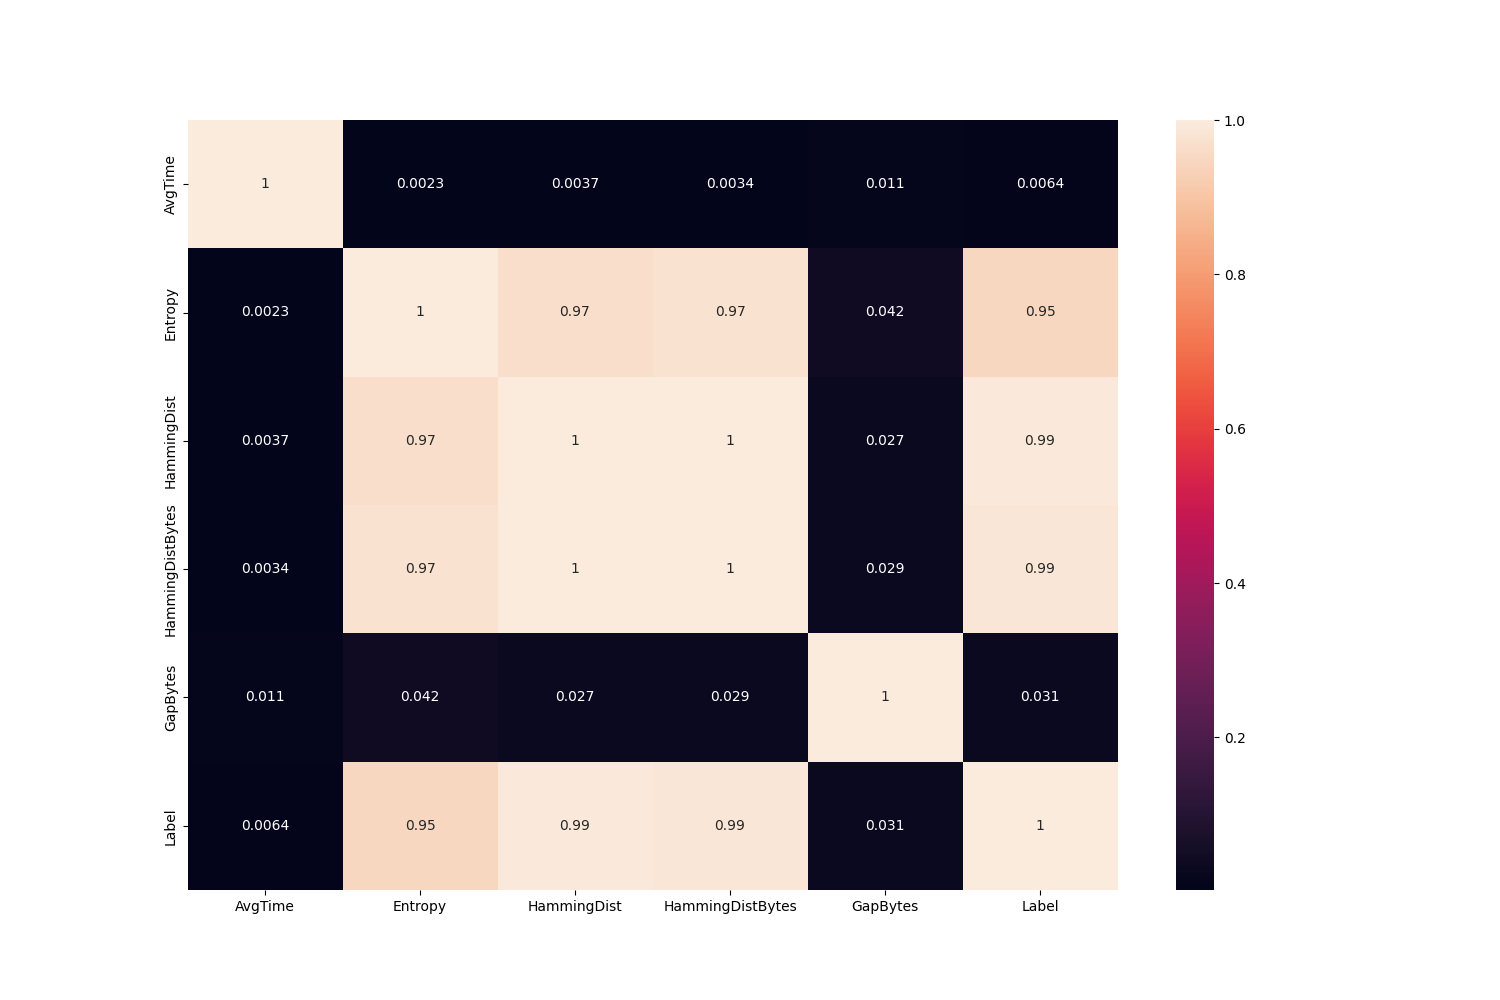 1.0
AvgTime 1 0.0023 0.0037 0.0034 0.011 0.0064
0.8
Entropy 0.0023 1 0.97 0.97 0.042 0.95
0.6
HammingDist 0.0037 0.97 1 1 0.027 0.99
HammingDistBytes 0.0034 0.97 1 1 0.029 0.99
0.4
GapBytes 0.011 0.042 0.027 0.029 1 0.031
0.2
Label 0.0064 0.95 0.99 0.99 0.031 1
AvgTime Entropy HammingDist HammingDistBytes GapBytes Label